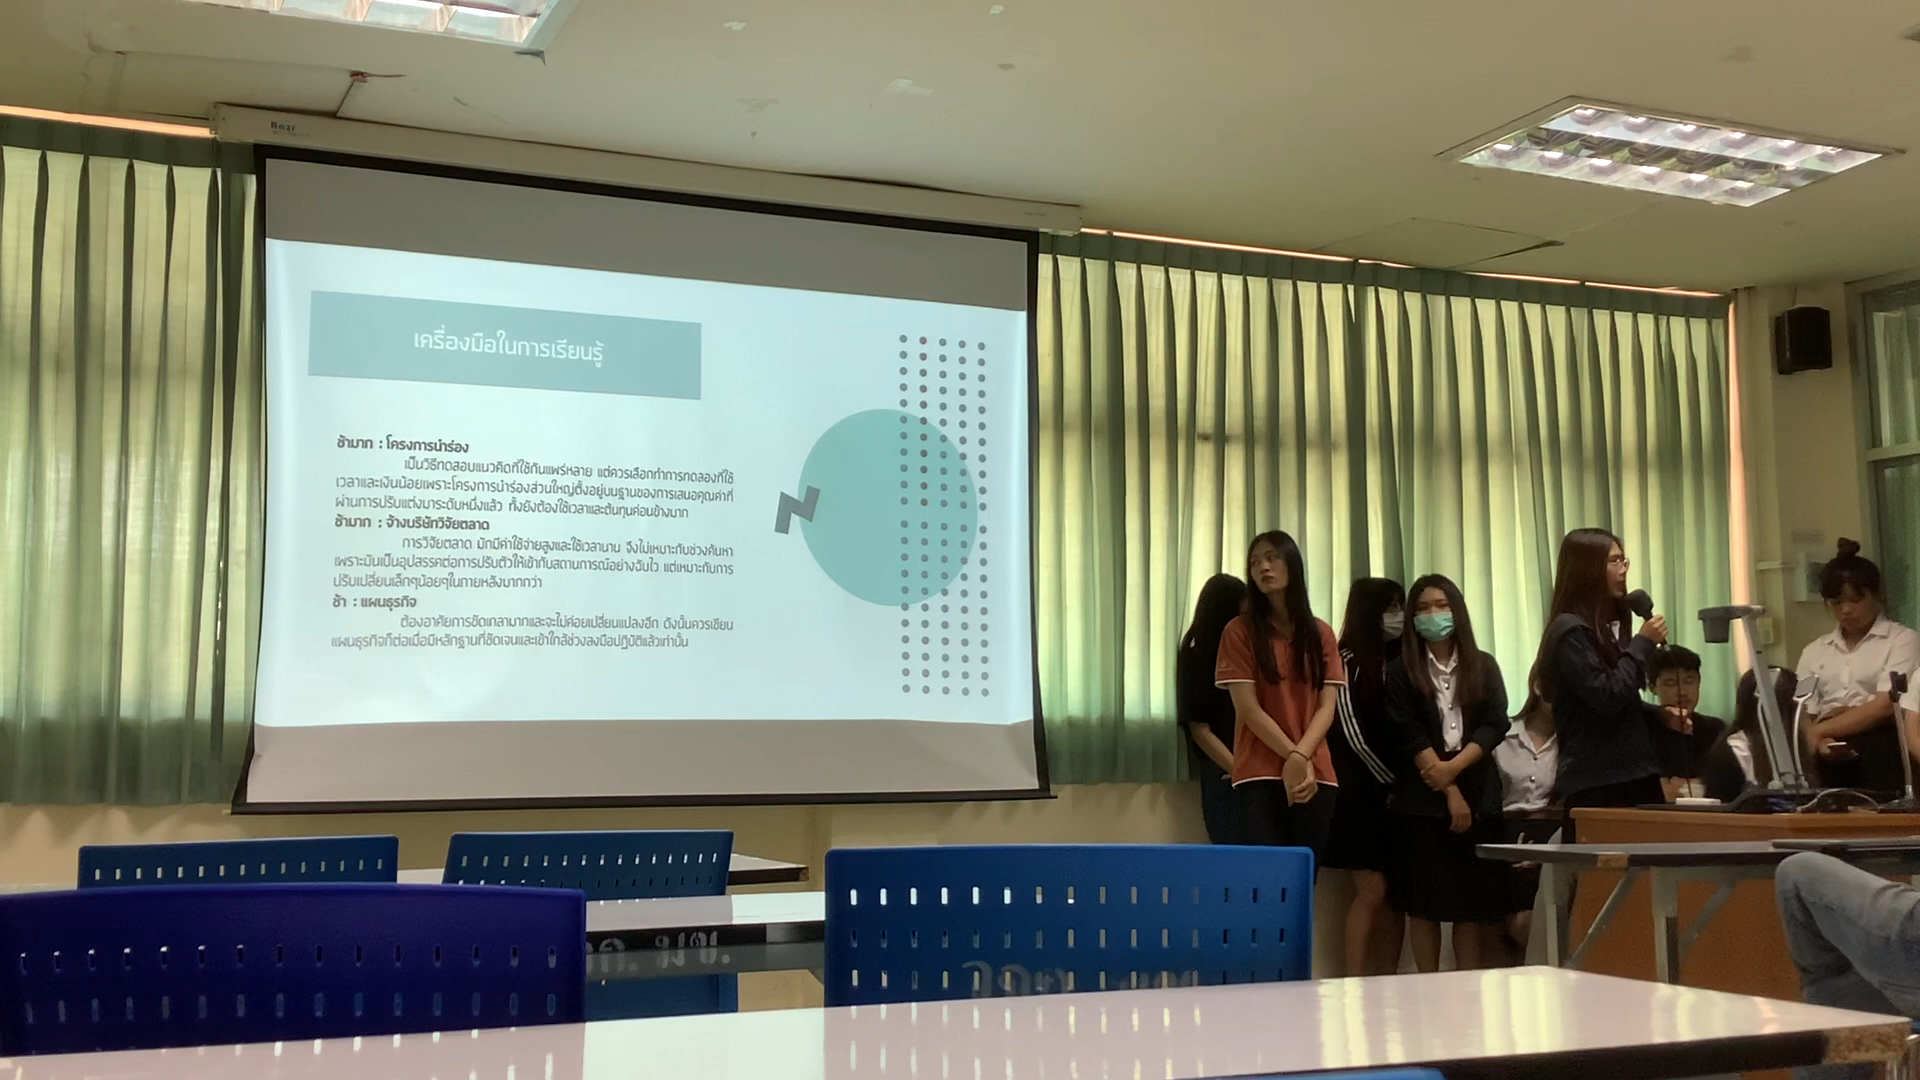 Razr
เครื่องมือในการเรียนรู้
ช้ามาก : โครงการนำร่อง
เป็นวิธีทดสอบแนวคิดที่ใช้กันแพร่หลาย แต่ควรเลือกทำการทดลองที่ใช้
เวลาและเงินน้อยเพราะโครงการนำร่องส่วนใหญ่ตั้งอยู่บนฐานของการเสนอคุณค่าที่
ผ่านการปรับแต่งมาระดับหนึ่งแล้ว ทั้งยังต้องใช้เวลาและต้นทุนค่อนข้างมาก
ช้ามาก : จ้างบริษัทวิจัยตลาด
การวิจัยตลาด มักมีค่าใช้จ่ายสูงและใช้เวลานาน จึงไม่เหมาะกับช่วงค้นหา
เพราะมันเป็นอุปสรรคต่อการปรับตัวให้เข้ากับสถานการณ์อย่างฉับไว แต่เหมาะกับการ
ปรับเปลี่ยนเล็กๆน้อยๆในภายหลังมากกว่า
ช้า : แผนธุรกิจ
ต้องอาศัยการขัดเกลามากและจะไม่ค่อยเปลี่ยนแปลงอีก ดังนั้นควรเขียน
แผนธุรกิจก็ต่อเมื่อมีหลักฐานที่ชัดเจนและเข้าใกล้ช่วงลงมือปฏิบัติแล้วเท่านั้น
มข.